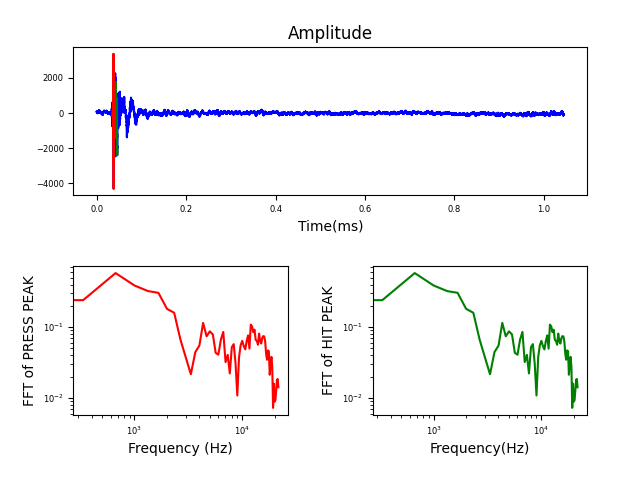 Amplitude
2000
0
−2000
−4000
0.0 0.2 0.4 0.6 0.8 1.0
Time(ms)
FFT of PRESS PEAK
10⁻¹
10⁻²
10³ 10⁴
Frequency (Hz)
FFT of HIT PEAK
10⁻¹
10⁻²
10³ 10⁴
Frequency(Hz)